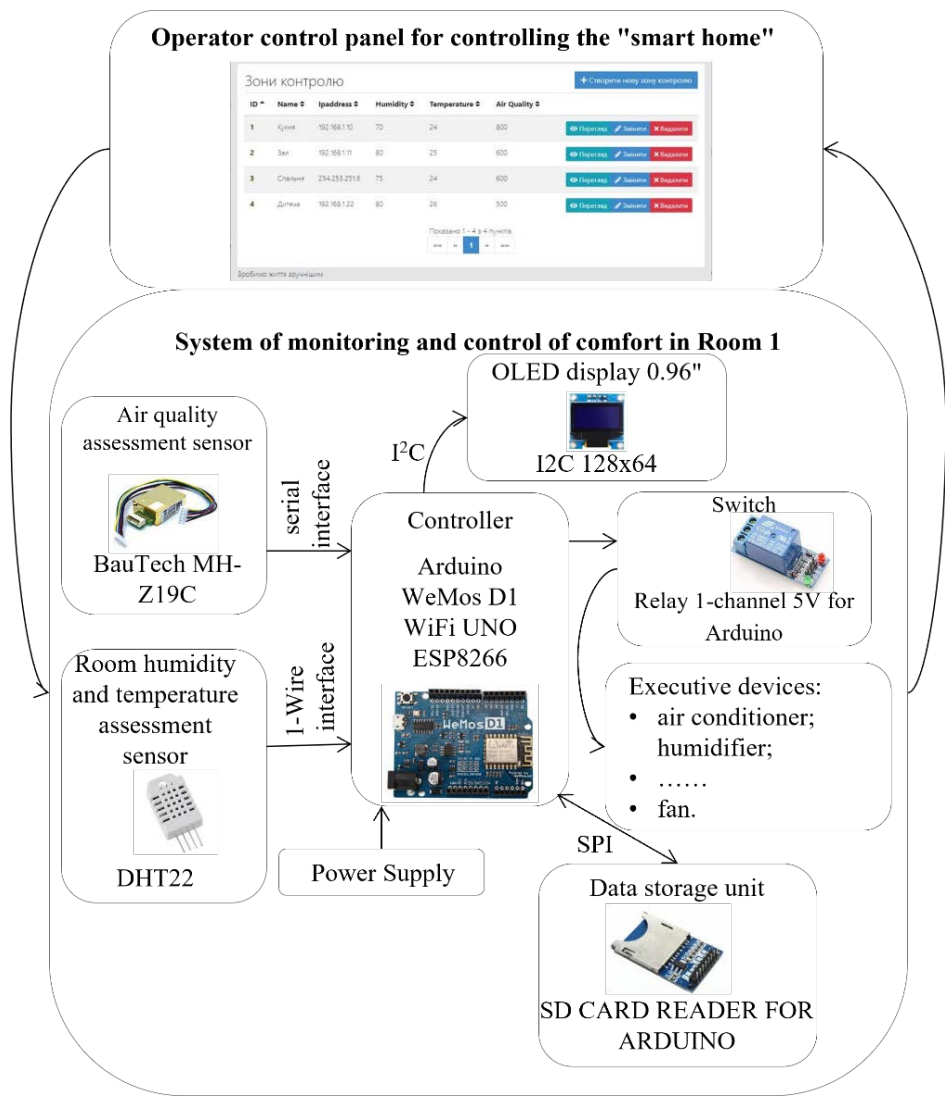 Operator control panel for controlling the "smart home"
Зони контролю
+ Створити нову зону контролю
ID Name Ipaddress Humidity Temperature Air Quality
1 Кухня 192.168.1.10 70 24 800 Перегляд Змінити Видалити
2 Зал 192.168.1.11 80 25 600 Перегляд Змінити Видалити
3 Спальня 254.253.251.6 75 24 600 Перегляд Змінити Видалити
4 Дитяча 192.168.1.22 80 26 500 Перегляд Змінити Видалити
Показано 1 - 4 з 4 пунктів.
1
Зробимо життя зручнішим.
System of monitoring and control of comfort in Room 1
OLED display 0.96"
I2C 128x64
I²C
Air quality
assessment sensor
BauTech MH-
Z19C
serial
interface
Controller
Arduino
WeMos D1
WiFi UNO
ESP8266
WeMos D1
Switch
Relay 1-channel 5V for
Arduino
Room humidity
and temperature
assessment
sensor
DHT22
1-Wire
interface
Executive devices:
• air conditioner;
humidifier;
• ……
• fan.
Power Supply
SPI
Data storage unit
SD CARD READER FOR
ARDUINO